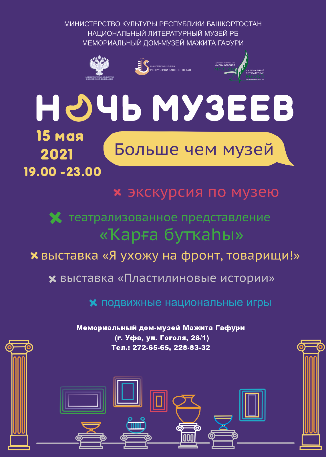 МИНИСТЕРСТВО КУЛЬТУРЫ РЕСПУБЛИКИ БАШКОРТОСТАН
НАЦИОНАЛЬНЫЙ ЛИТЕРАТУРНЫЙ МУЗЕЙ РБ
МЕМОРИАЛЬНЫЙ ДОМ-МУЗЕЙ МАЖИТА ГАФУРИ
НОЧЬ МУЗЕЕВ
15 мая
2021
19.00 -23.00
Больше чем музей
экскурсия по музею
театрализованное представление
«Ҡарға бутҡаһы»
выставка «Я ухожу на фронт, товарищи!»
выставка «Пластилиновые истории»
подвижные национальные игры
Мемориальный дом-музей Мажита Гафури
(г. Уфа, ул. Гоголя, 28/1)
Тел.: 272-65-65, 228-83-32